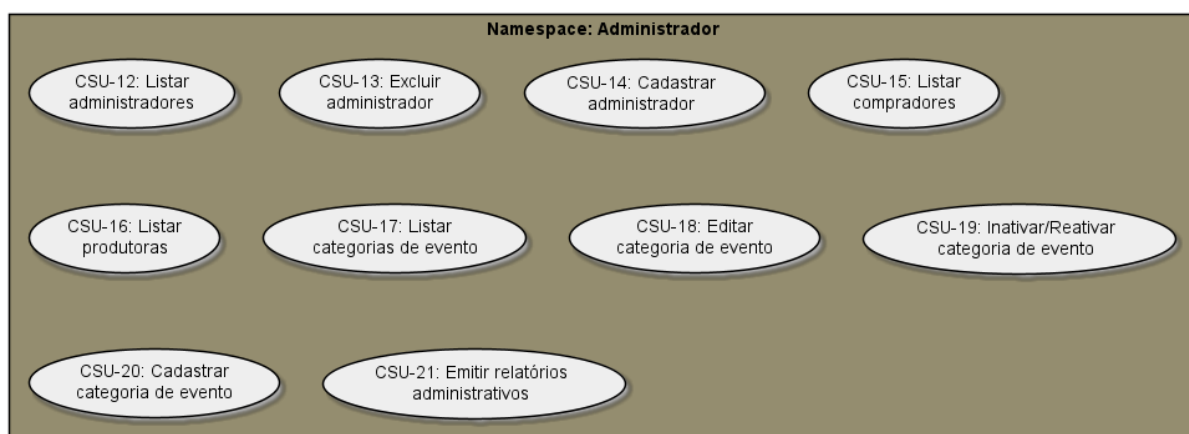 Namespace: Administrador
CSU-12: Listar
administradores
CSU-13: Excluir
administrador
CSU-14: Cadastrar
administrador
CSU-15: Listar
compradores
CSU-16: Listar
produtoras
CSU-17: Listar
categorias de evento
CSU-18: Editar
categoria de evento
CSU-19: Inativar/Reativar
categoria de evento
CSU-20: Cadastrar
categoria de evento
CSU-21: Emitir relatórios
administrativos